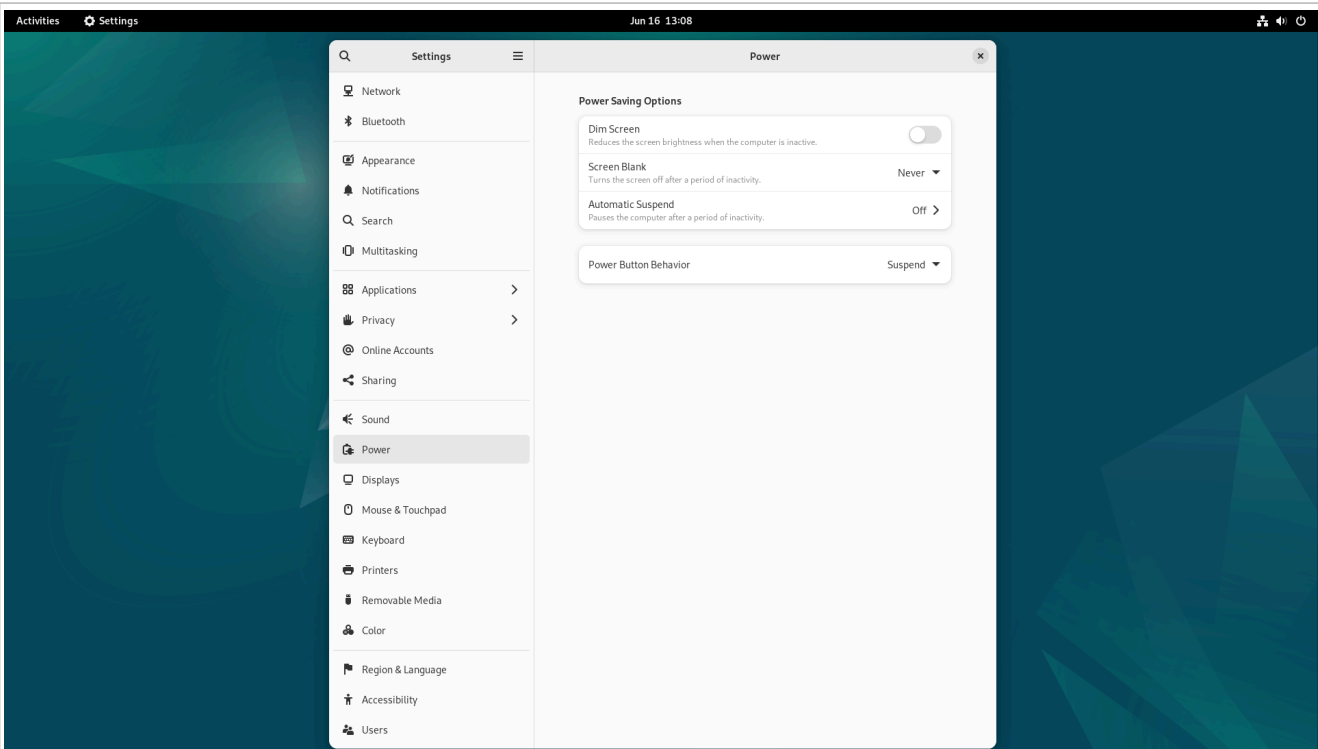 Activities
Settings
Jun 16 13:08
Settings
Power
Network
Bluetooth
Appearance
Notifications
Search
Multitasking
Applications
Privacy
Online Accounts
Sharing
Sound
Power
Displays
Mouse & Touchpad
Keyboard
Printers
Removable Media
Color
Region & Language
Accessibility
Users
Power Saving Options
Dim Screen
Reduces the screen brightness when the computer is inactive.
Screen Blank
Turns the screen off after a period of inactivity.
Never
Automatic Suspend
Pauses the computer after a period of inactivity.
Off
Power Button Behavior
Suspend